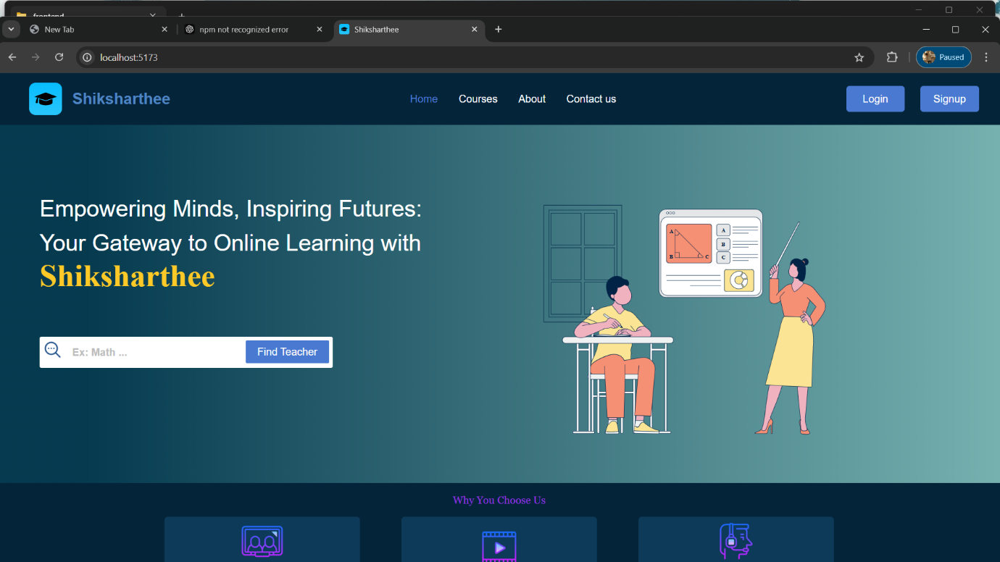 frontend
New Tab
npm not recognized error
Shiksharthee
localhost:5173
Paused
Shiksharthee
Home
Courses
About
Contact us
Login
Signup
Empowering Minds, Inspiring Futures:
Your Gateway to Online Learning with
Shiksharthee
A
B
C
A
B
C
Ex: Math ...
Find Teacher
Why You Choose Us